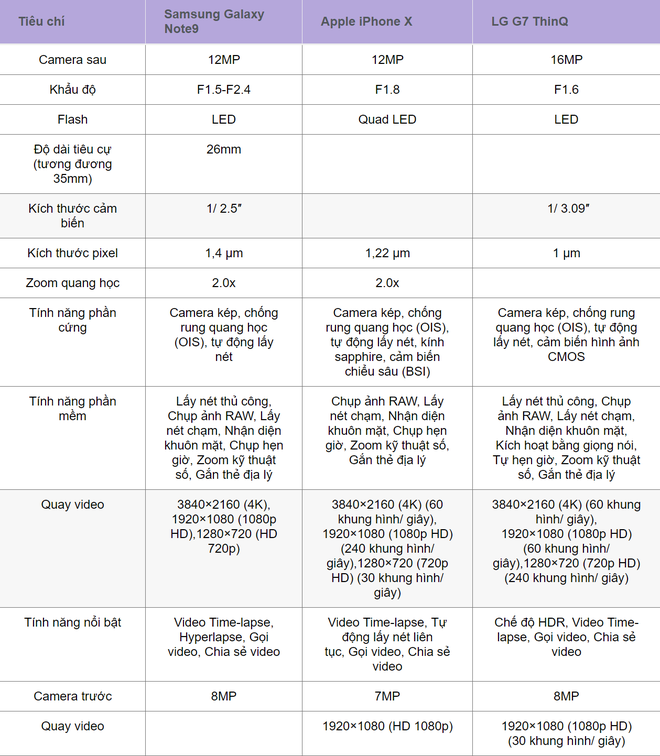 Tiêu chí
Samsung Galaxy
Note9
Apple iPhone X
LG G7 ThinQ
Camera sau
12MP
12MP
16MP
Khẩu độ
F1.5-F2.4
F1.8
F1.6
Flash
LED
Quad LED
LED
Độ dài tiêu cự
(tương đương
35mm)
26mm
Kích thước cảm
biến
1/ 2.5″
1/ 3.09″
Kích thước pixel
1,4 µm
1,22 µm
1 µm
Zoom quang học
2.0x
2.0x
Tính năng phần
cứng
Camera kép, chống
rung quang học
(OIS), tự động lấy
nét
Camera kép, chống
rung quang học (OIS),
tự động lấy nét, kính
sapphire, cảm biến
chiều sâu (BSI)
Camera kép, chống rung
quang học (OIS), tự động
lấy nét, cảm biến hình ảnh
CMOS
Tính năng phần
mềm
Lấy nét thủ công,
Chụp ảnh RAW, Lấy
nét chạm, Nhận diện
khuôn mặt, Chụp hẹn
giờ, Zoom kỹ thuật
số, Gắn thẻ địa lý
Chụp ảnh RAW, Lấy
nét chạm, Nhận diện
khuôn mặt, Chụp hẹn
giờ, Zoom kỹ thuật số,
Gắn thẻ địa lý
Lấy nét thủ công, Chụp
ảnh RAW, Lấy nét chạm,
Nhận diện khuôn mặt,
Kích hoạt bằng giọng nói,
Tự hẹn giờ, Zoom kỹ thuật
số, Gắn thẻ địa lý
Quay video
3840×2160 (4K),
1920×1080 (1080p
HD),1280×720 (HD
720p)
3840×2160 (4K) (60
khung hình/ giây),
1920×1080 (1080p HD)
(240 khung hình/
giây),1280×720 (720p
HD) (30 khung hình/
giây)
3840×2160 (4K) (60 khung
hình/ giây),
1920×1080 (1080p HD)
(60 khung hình/
giây),1280×720 (720p HD)
(240 khung hình/ giây)
Tính năng nổi bật
Video Time-lapse,
Hyperlapse, Gọi
video, Chia sẻ video
Video Time-lapse, Tự
động lấy nét liên
tục, Gọi video, Chia sẻ
video
Chế độ HDR, Video Time-
lapse, Gọi video, Chia sẻ
video
Camera trước
8MP
7MP
8MP
Quay video
1920×1080 (HD 1080p)
1920×1080 (1080p HD)
(30 khung hình/ giây)